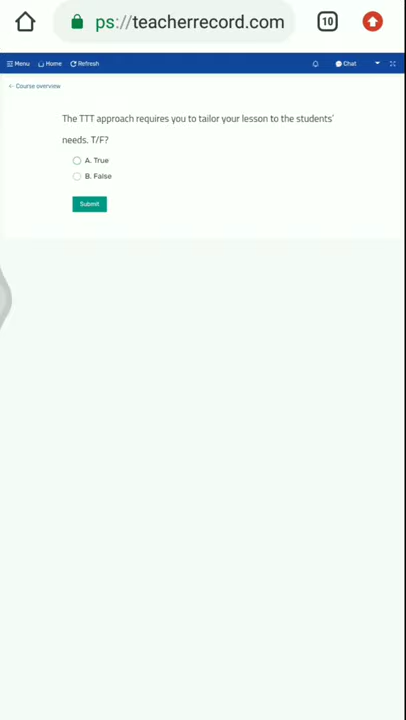 ps://teacherrecord.com
10
Menu Home Refresh Chat
← Course overview
The TTT approach requires you to tailor your lesson to the students'
needs. T/F?
A. True
B. False
Submit